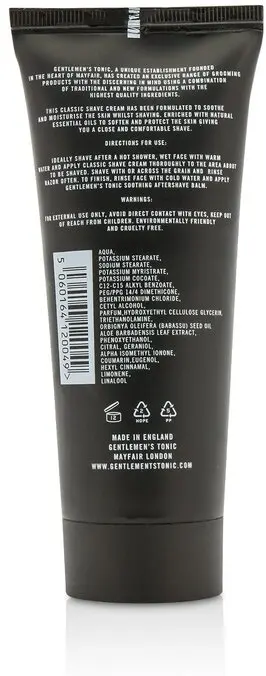 GENTLEMEN'S TONIC, A UNIQUE ESTABLISHMENT FOUNDED
IN THE HEART OF MAYFAIR, HAS CREATED AN EXCLUSIVE RANGE OF GROOMING
PRODUCTS WITH THE DISCERNING IN MIND USING A COMBINATION
OF TRADITIONAL AND NEW FORMULATIONS WITH THE
HIGHEST QUALITY INGREDIENTS.
THIS CLASSIC SHAVE CREAM HAS BEEN FORMULATED TO SOOTHE
AND MOISTURISE THE SKIN WHILST SHAVING. ENRICHED WITH NATURAL
ESSENTIAL OILS TO SOFTEN AND PROTECT THE SKIN GIVING
YOU A CLOSE AND COMFORTABLE SHAVE.
DIRECTIONS FOR USE:
IDEALLY SHAVE AFTER A HOT SHOWER, WET FACE WITH WARM
WATER AND APPLY CLASSIC SHAVE CREAM THOROUGHLY TO THE AREA ABOUT
TO BE SHAVED. SHAVE WITH OR ACROSS THE GRAIN AND RINSE
RAZOR OFTEN. TO FINISH, RINSE FACE WITH COLD WATER AND APPLY
GENTLEMEN'S TONIC SOOTHING AFTERSHAVE BALM.
WARNINGS:
FOR EXTERNAL USE ONLY, AVOID DIRECT CONTACT WITH EYES, KEEP OUT
OF REACH FROM CHILDREN. ENVIRONMENTALLY FRIENDLY
AND CRUELTY FREE.
AQUA,
POTASSIUM STEARATE,
SODIUM STEARATE,
POTASSIUM MYRISTRATE,
POTASSIUM COCOATE,
C12-C15 ALKYL BENZOATE,
PEG/PPG 14/4 DIMETHICONE,
BEHENTRIMONIUM CHLORIDE,
CETYL ALCOHOL,
PARFUM,HYDROXYETHYL CELLULOSE GLYCERIN,
TRIETHANOLAMINE,
ORBIGNYA OLEIFERA (BABASSU) SEED OIL
ALOE BARBADENSIS LEAF EXTRACT,
PHENOXYETHANOL,
CITRAL, GERANIOL,
ALPHA ISOMETHYL IONONE,
COUMARIN,EUGENOL,
HEXYL CINNAMAL,
LIMONENE,
LINALOOL
5 060164 120049 >
2
HDPE
5
PP
MADE IN ENGLAND
GENTLEMEN'S TONIC
MAYFAIR LONDON
WWW.GENTLEMENSTONIC.COM